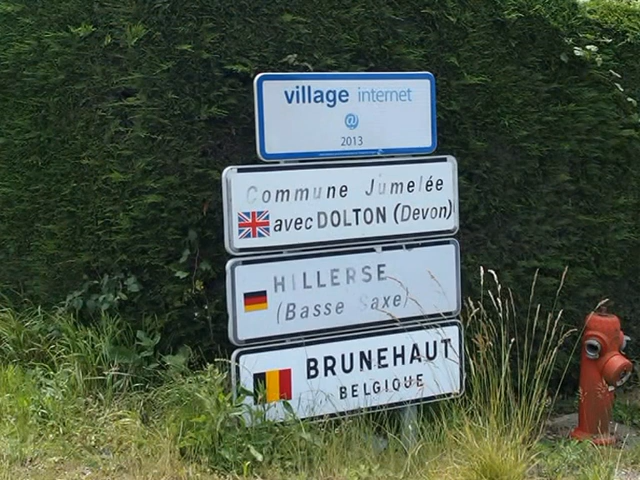 village internet
@
2013
Commune Jumelée
avec DOLTON (Devon)
HILLERSE
(Basse Saxe)
BRUNEHAUT
BELGIQUE